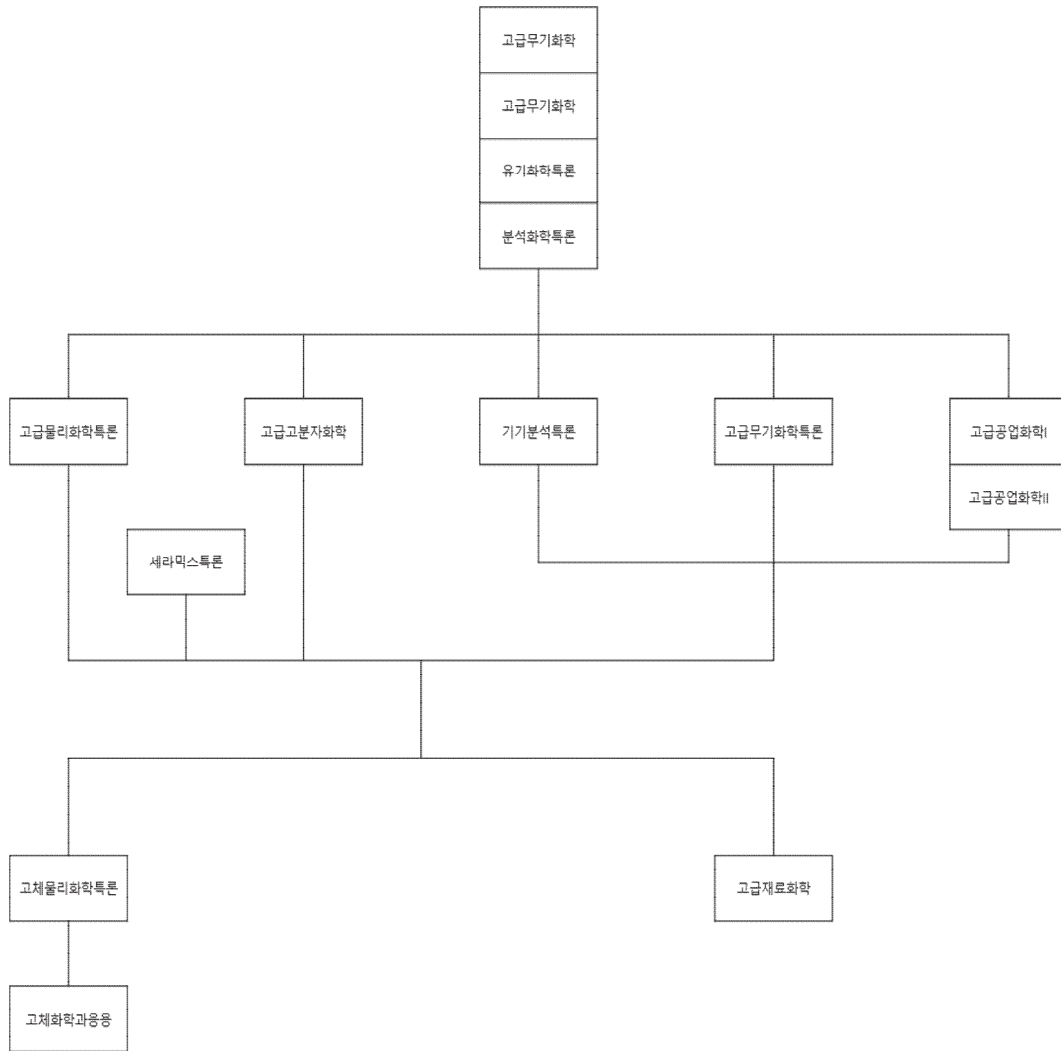 고급무기화학
고급무기화학
유기화학특론
분석화학특론
고급물리화학특론
고급고분자화학
기기분석특론
고급무기화학특론
고급공업화학I
고급공업화학II
세라믹스특론
고체물리화학특론
고급재료화학
고체화학과응용